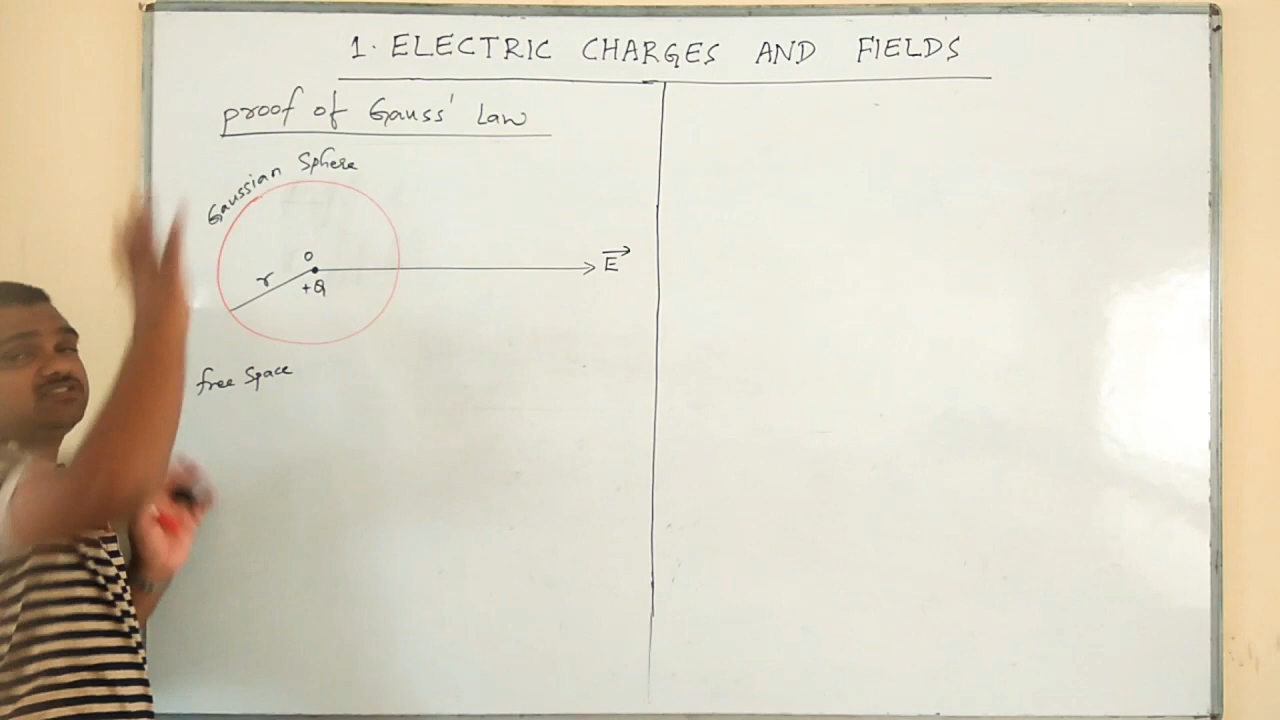 1. ELECTRIC CHARGES AND FIELDS
proof of Gauss' Law
Gaussian Sphere
O
r
+Q
E
free Space